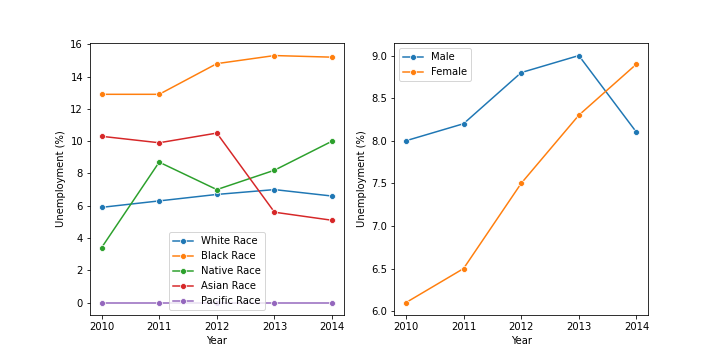 16
14
12
10
8
6
4
2
0
Unemployment (%)
2010 2011 2012 2013 2014
Year
White Race
Black Race
Native Race
Asian Race
Pacific Race
9.0
8.5
8.0
7.5
7.0
6.5
6.0
Unemployment (%)
2010 2011 2012 2013 2014
Year
Male
Female